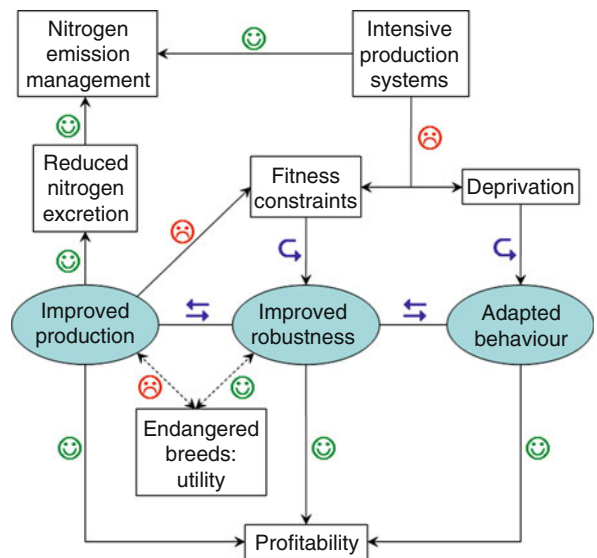 Nitrogen
emission
management
Intensive
production
systems
Reduced
nitrogen
excretion
Fitness
constraints
Deprivation
Improved
production
Improved
robustness
Adapted
behaviour
Endangered
breeds:
utility
Profitability